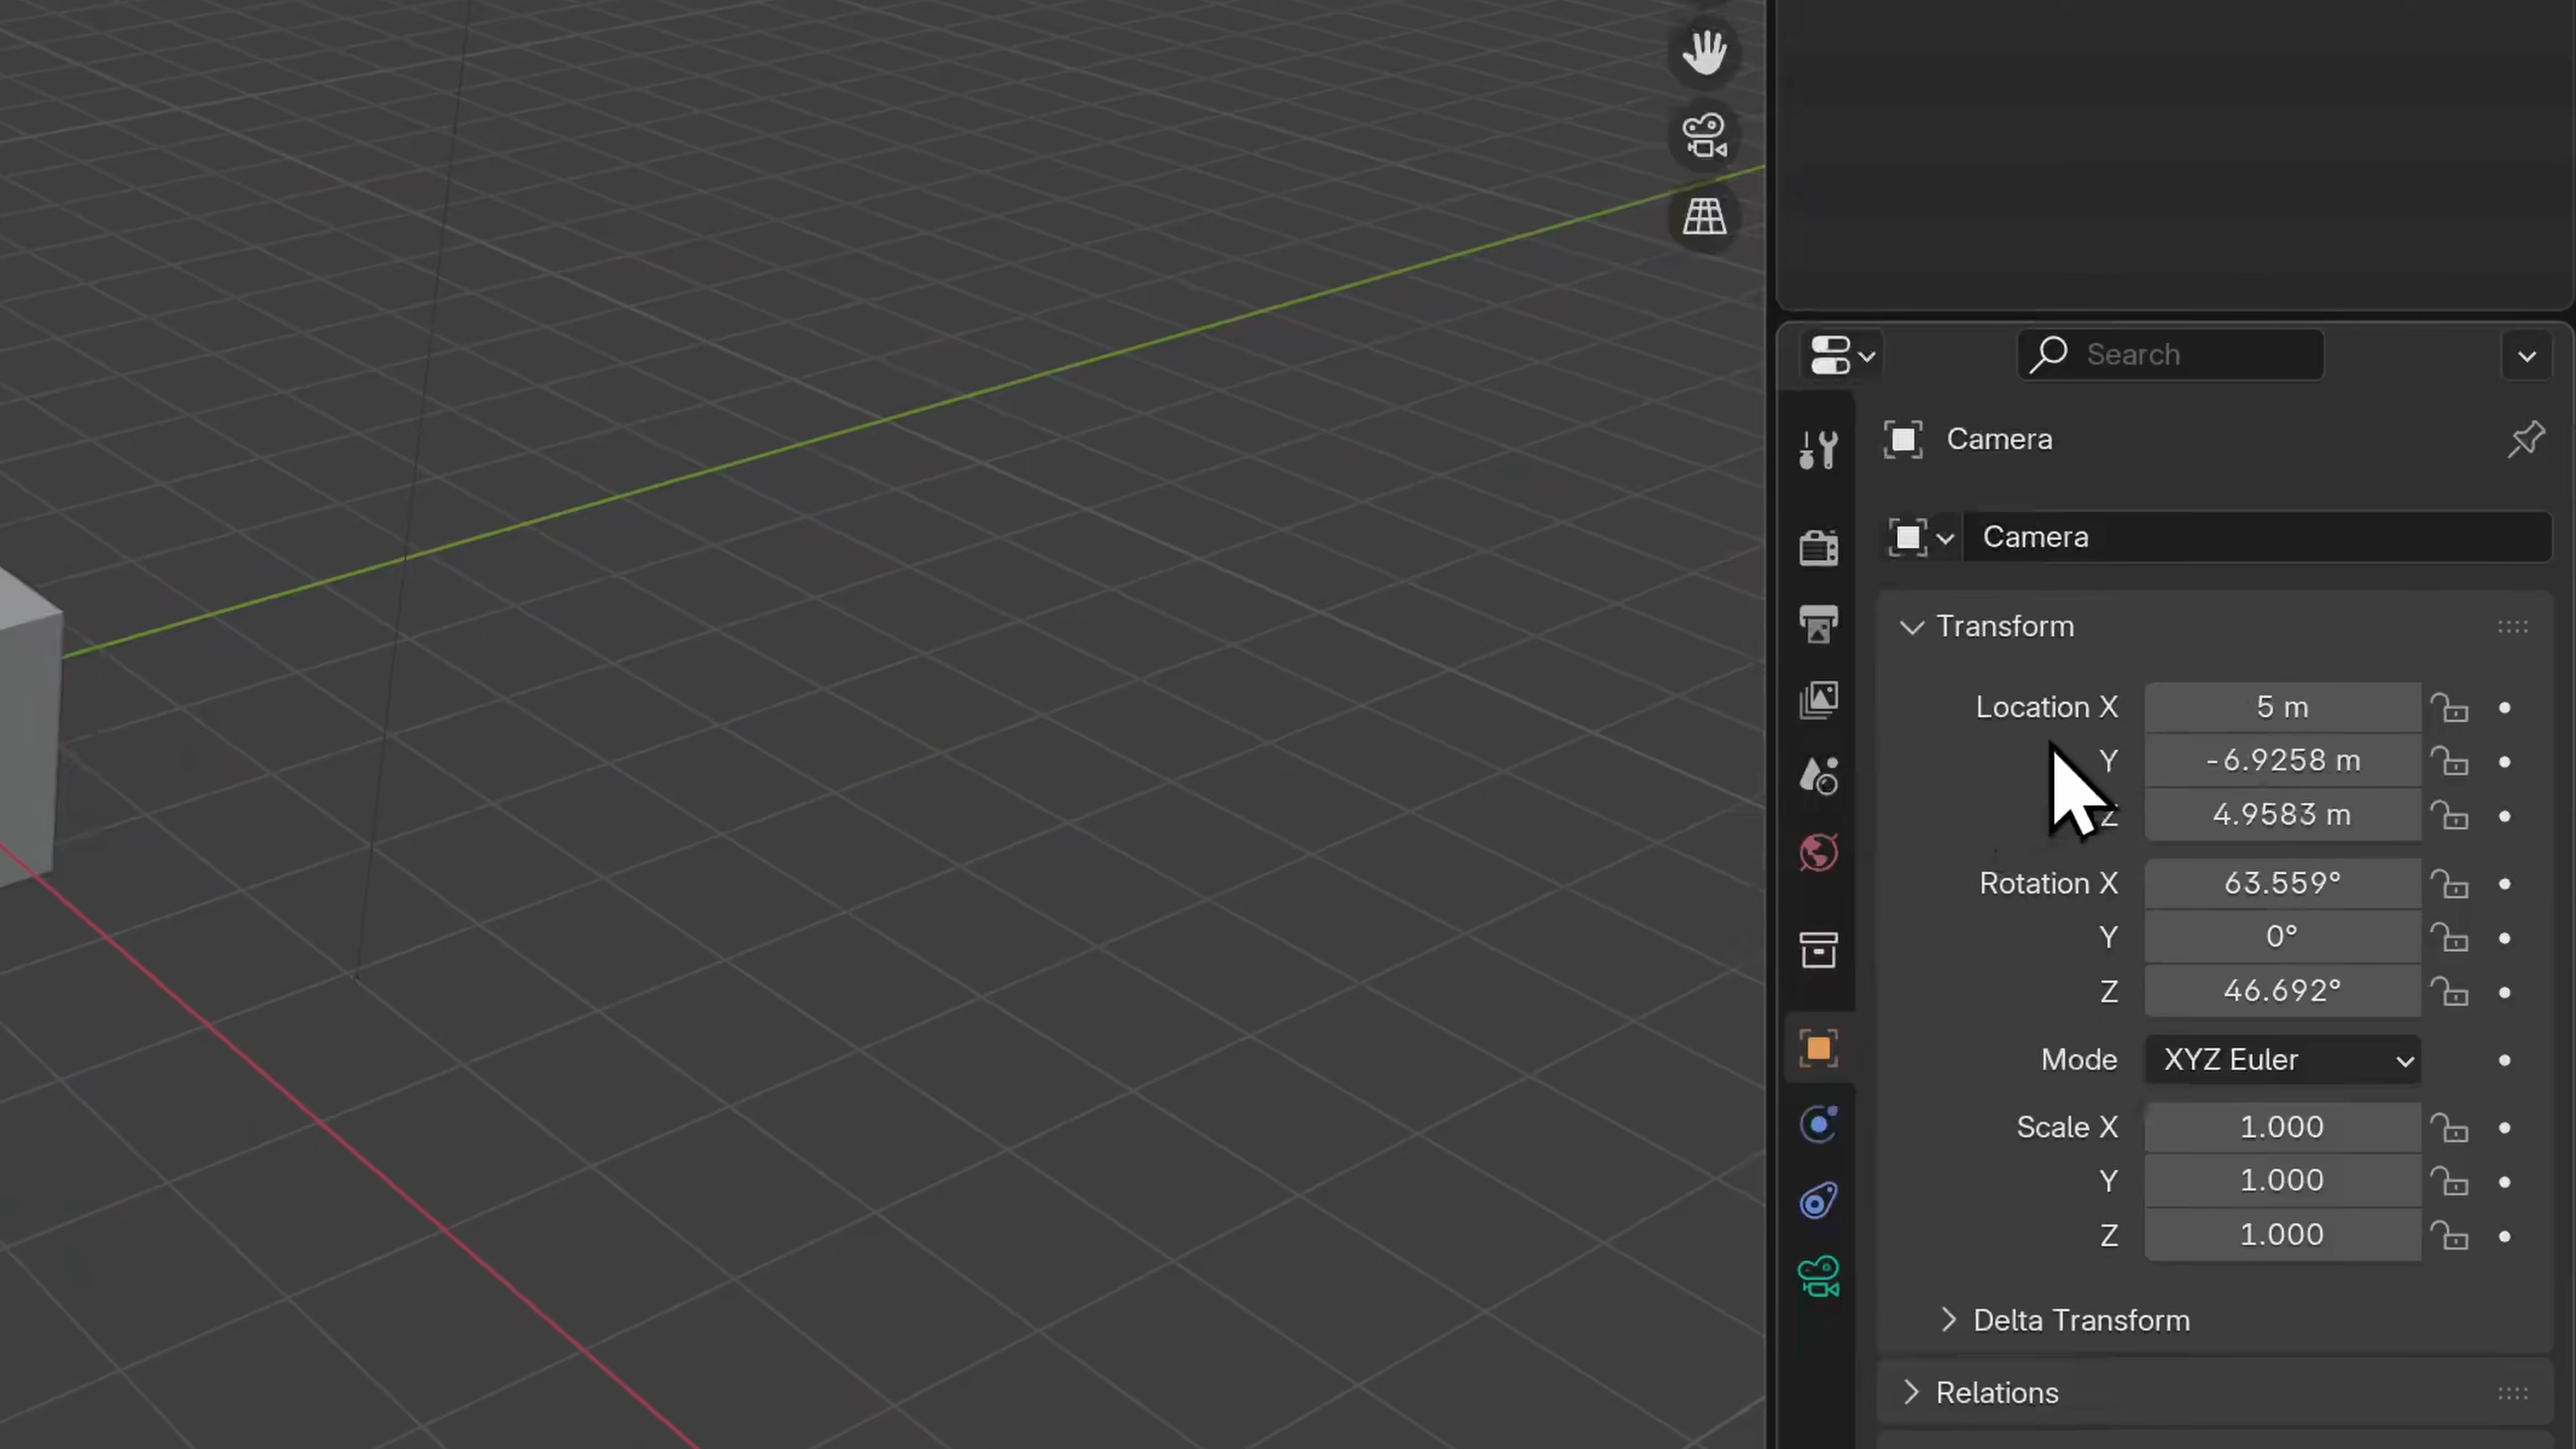 Search
Camera
Camera
Transform
Location X 5 m
Y -6.9258 m
Z 4.9583 m
Rotation X 63.559°
Y 0°
Z 46.692°
Mode XYZ Euler
Scale X 1.000
Y 1.000
Z 1.000
Delta Transform
Relations